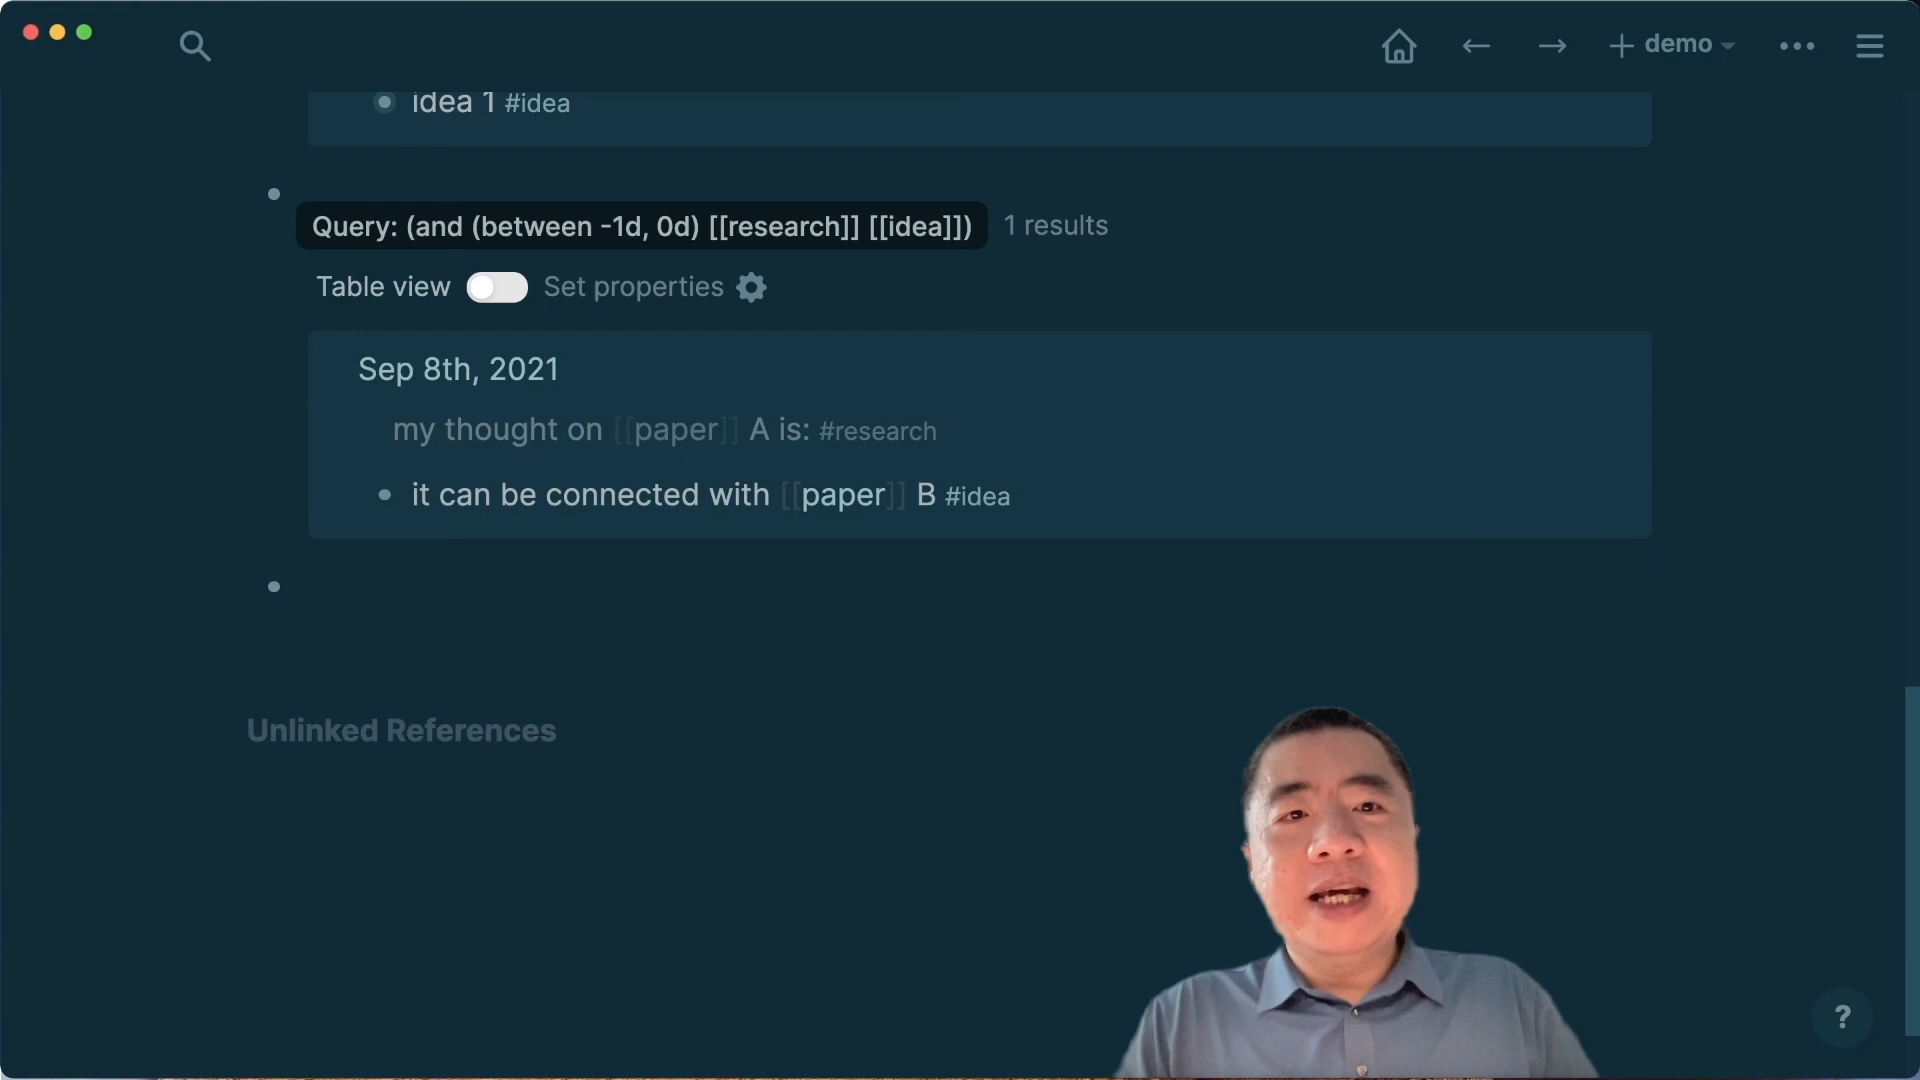 demo
idea 1 #idea
Query: (and (between -1d, 0d) [[research]] [[idea]]) 1 results
Table view Set properties
Sep 8th, 2021
my thought on [[paper]] A is: #research
it can be connected with [[paper]] B #idea
Unlinked References
?